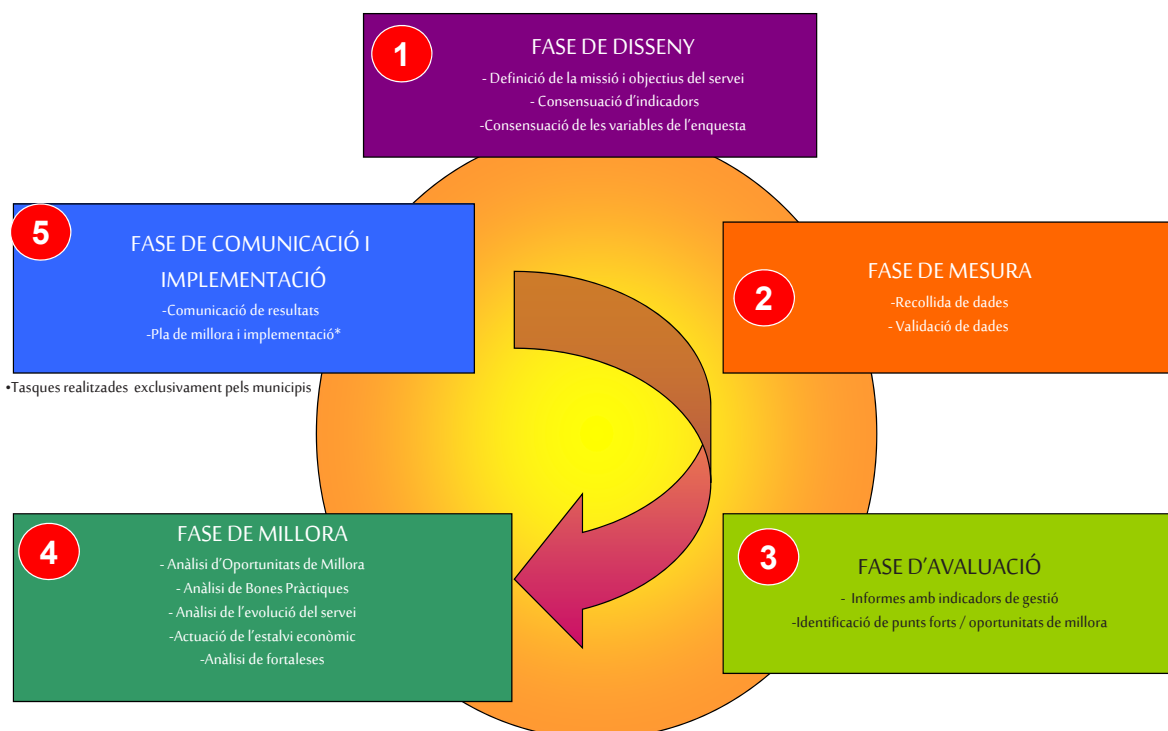 1
FASE DE DISSENY
- Definició de la missió i objectius del servei
- Consensuació d'indicadors
-Consensuació de les variables de l'enquesta
2
FASE DE MESURA
-Recollida de dades
- Validació de dades
3
FASE D'AVALUACIÓ
- Informes amb indicadors de gestió
-Identificació de punts forts / oportunitats de millora
4
FASE DE MILLORA
- Anàlisi d'Oportunitats de Millora
- Anàlisi de Bones Pràctiques
- Anàlisi de l'evolució del servei
- Actuació de l'estalvi econòmic
-Anàlisi de fortaleses
5
FASE DE COMUNICACIÓ I
IMPLEMENTACIÓ
-Comunicació de resultats
-Pla de millora i implementació*
•Tasques realitzades exclusivament pels municipis